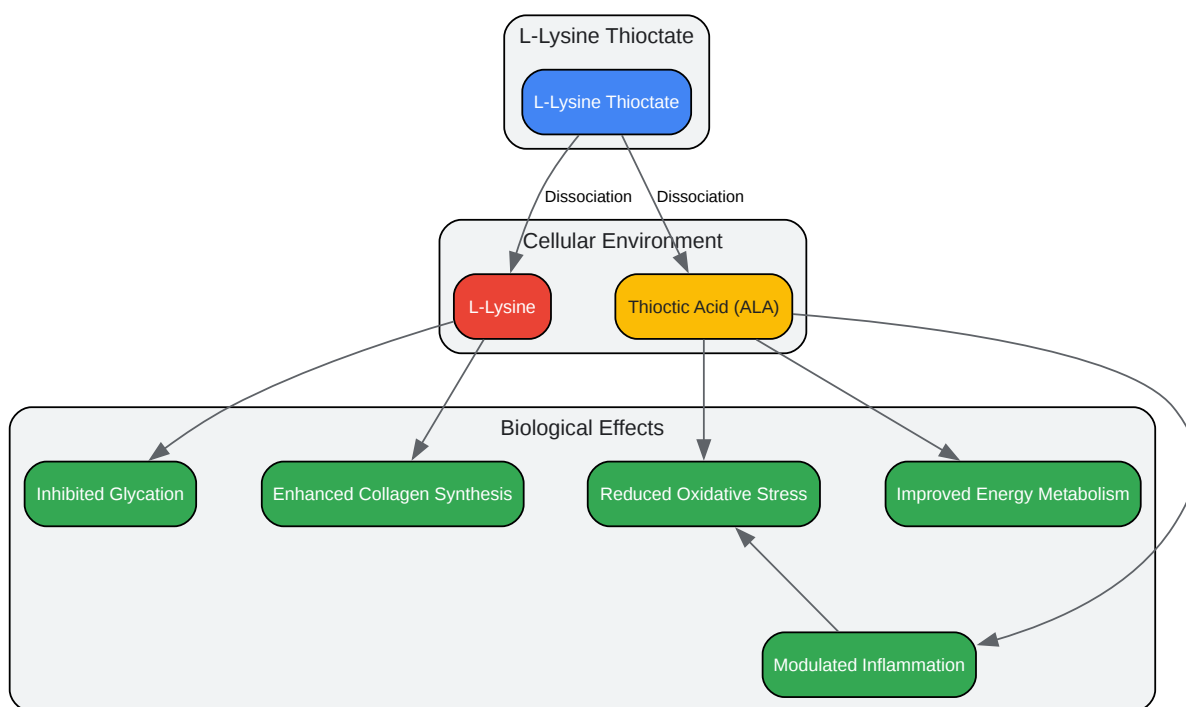 L-Lysine Thioctate
L-Lysine Thioctate
Dissociation
Dissociation
Cellular Environment
L-Lysine
Thioctic Acid (ALA)
Biological Effects
Inhibited Glycation
Enhanced Collagen Synthesis
Reduced Oxidative Stress
Improved Energy Metabolism
Modulated Inflammation